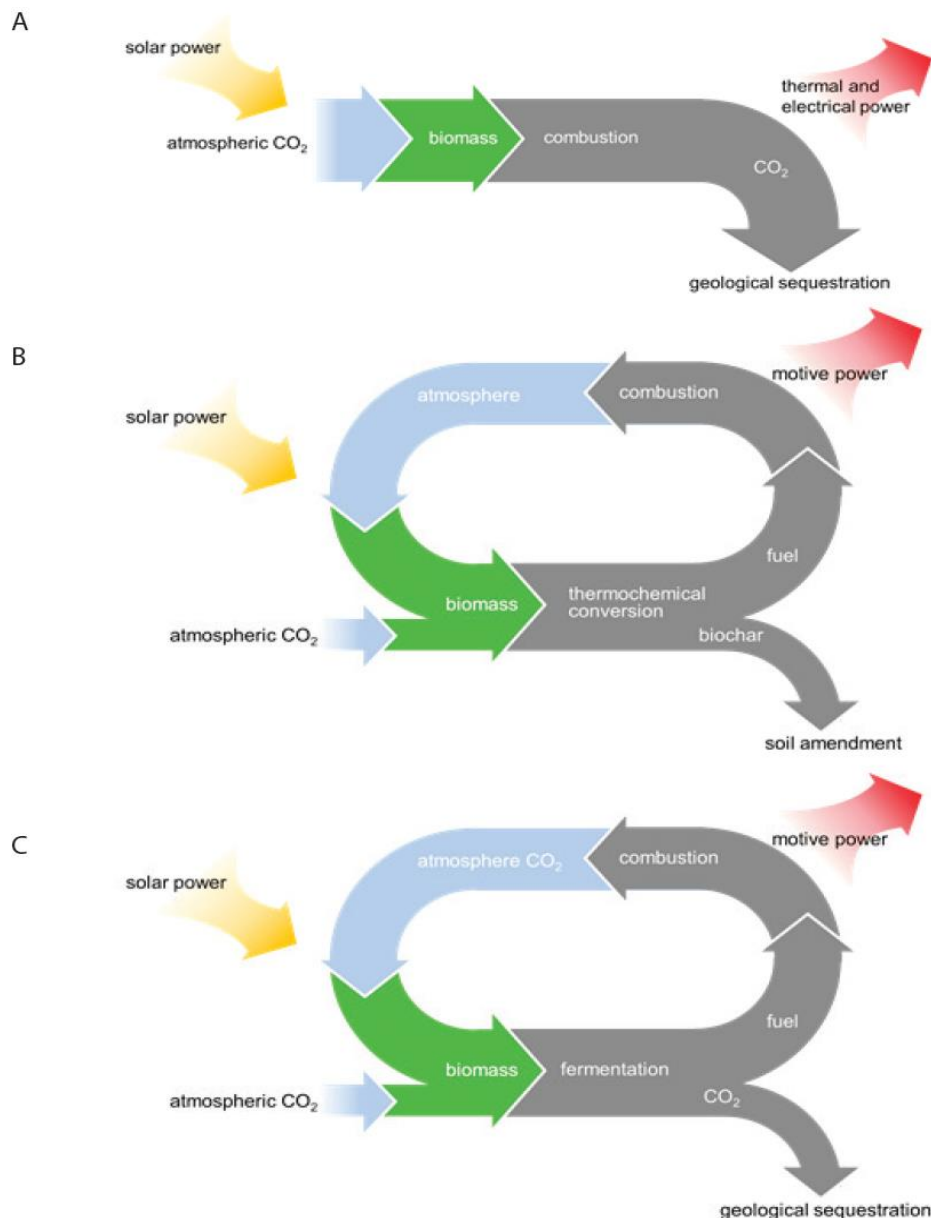 A
solar power
thermal and
electrical power
atmospheric CO₂
biomass
combustion
CO₂
geological sequestration
B
motive power
atmosphere
combustion
solar power
fuel
thermochemical
conversion
biomass
atmospheric CO₂
biochar
soil amendment
C
motive power
atmosphere CO₂
combustion
solar power
fuel
biomass
fermentation
atmospheric CO₂
CO₂
geological sequestration